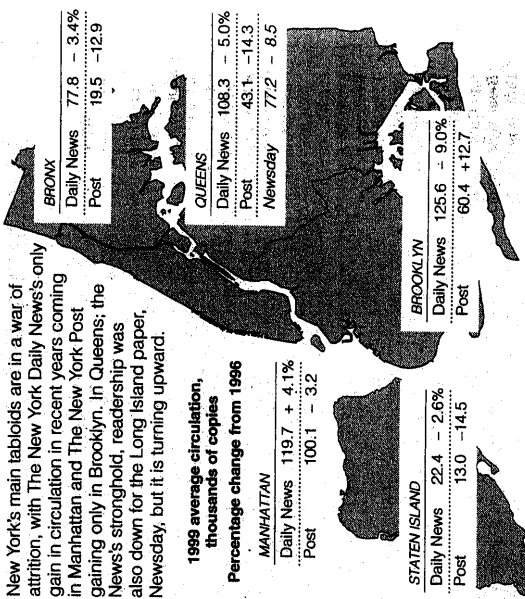 New York's main tabloids are in a war of
attrition, with The New York Daily News's only
gain in circulation in recent years coming
in Manhattan and The New York Post
gaining only in Brooklyn. In Queens; the
News's stronghold, readership was
also down for the Long Island paper,
Newsday, but it is turning upward.
1999 average circulation,
thousands of copies
Percentage change from 1996
MANHATTAN
Daily News 119.7 + 4.1%
Post 100.1 - 3.2
STATEN ISLAND
Daily News 22.4 - 2.6%
Post 13.0 -14.5
BRONX
Daily News 77.8 - 3.4%
Post 19.5 -12.9
QUEENS
Daily News 108.3 - 5.0%
Post 43.1 -14.3
Newsday 77.2 - 8.5
BROOKLYN
Daily News 125.6 - 9.0%
Post 60.4 +12.7